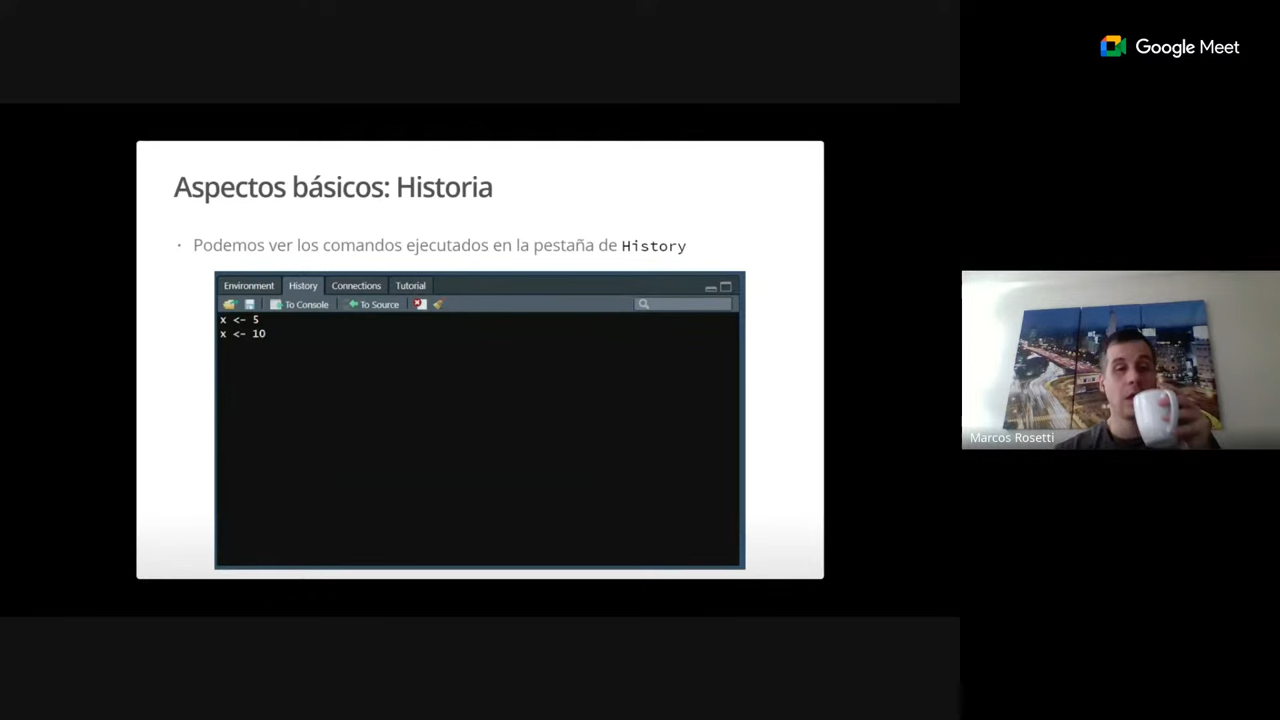 Google Meet
Aspectos básicos: Historia
· Podemos ver los comandos ejecutados en la pestaña de History
Environment History Connections Tutorial
To Console To Source
x <- 5
x <- 10
Marcos Rosetti